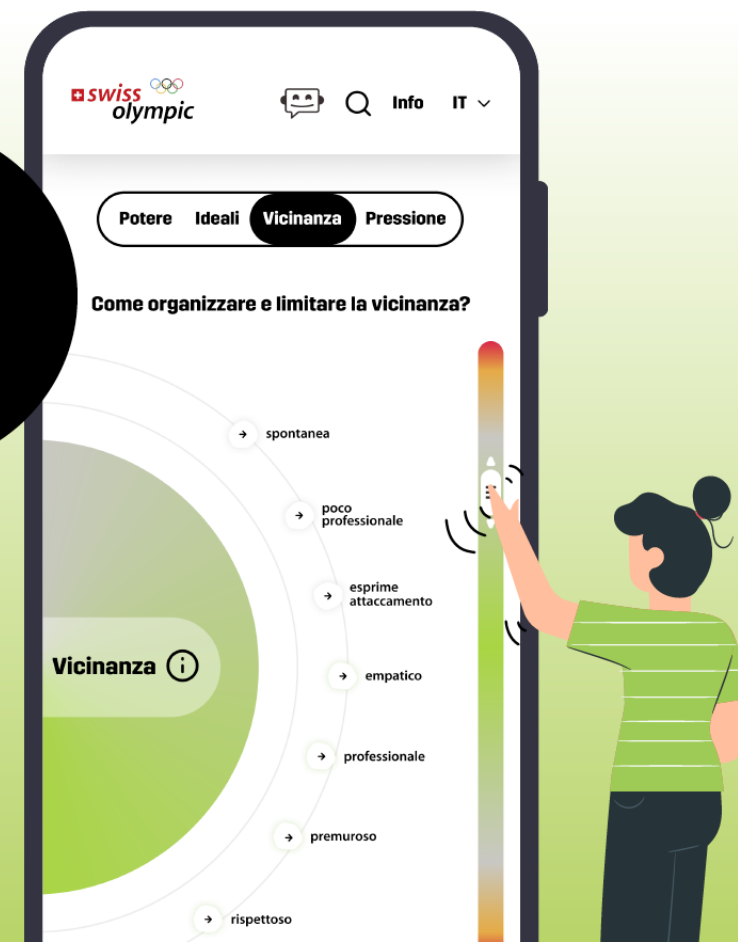 swiss
olympic
Info
IT
Potere Ideali Vicinanza Pressione
Come organizzare e limitare la vicinanza?
spontanea
poco
professionale
esprime
attaccamento
Vicinanza i
empatico
professionale
premuroso
rispettoso